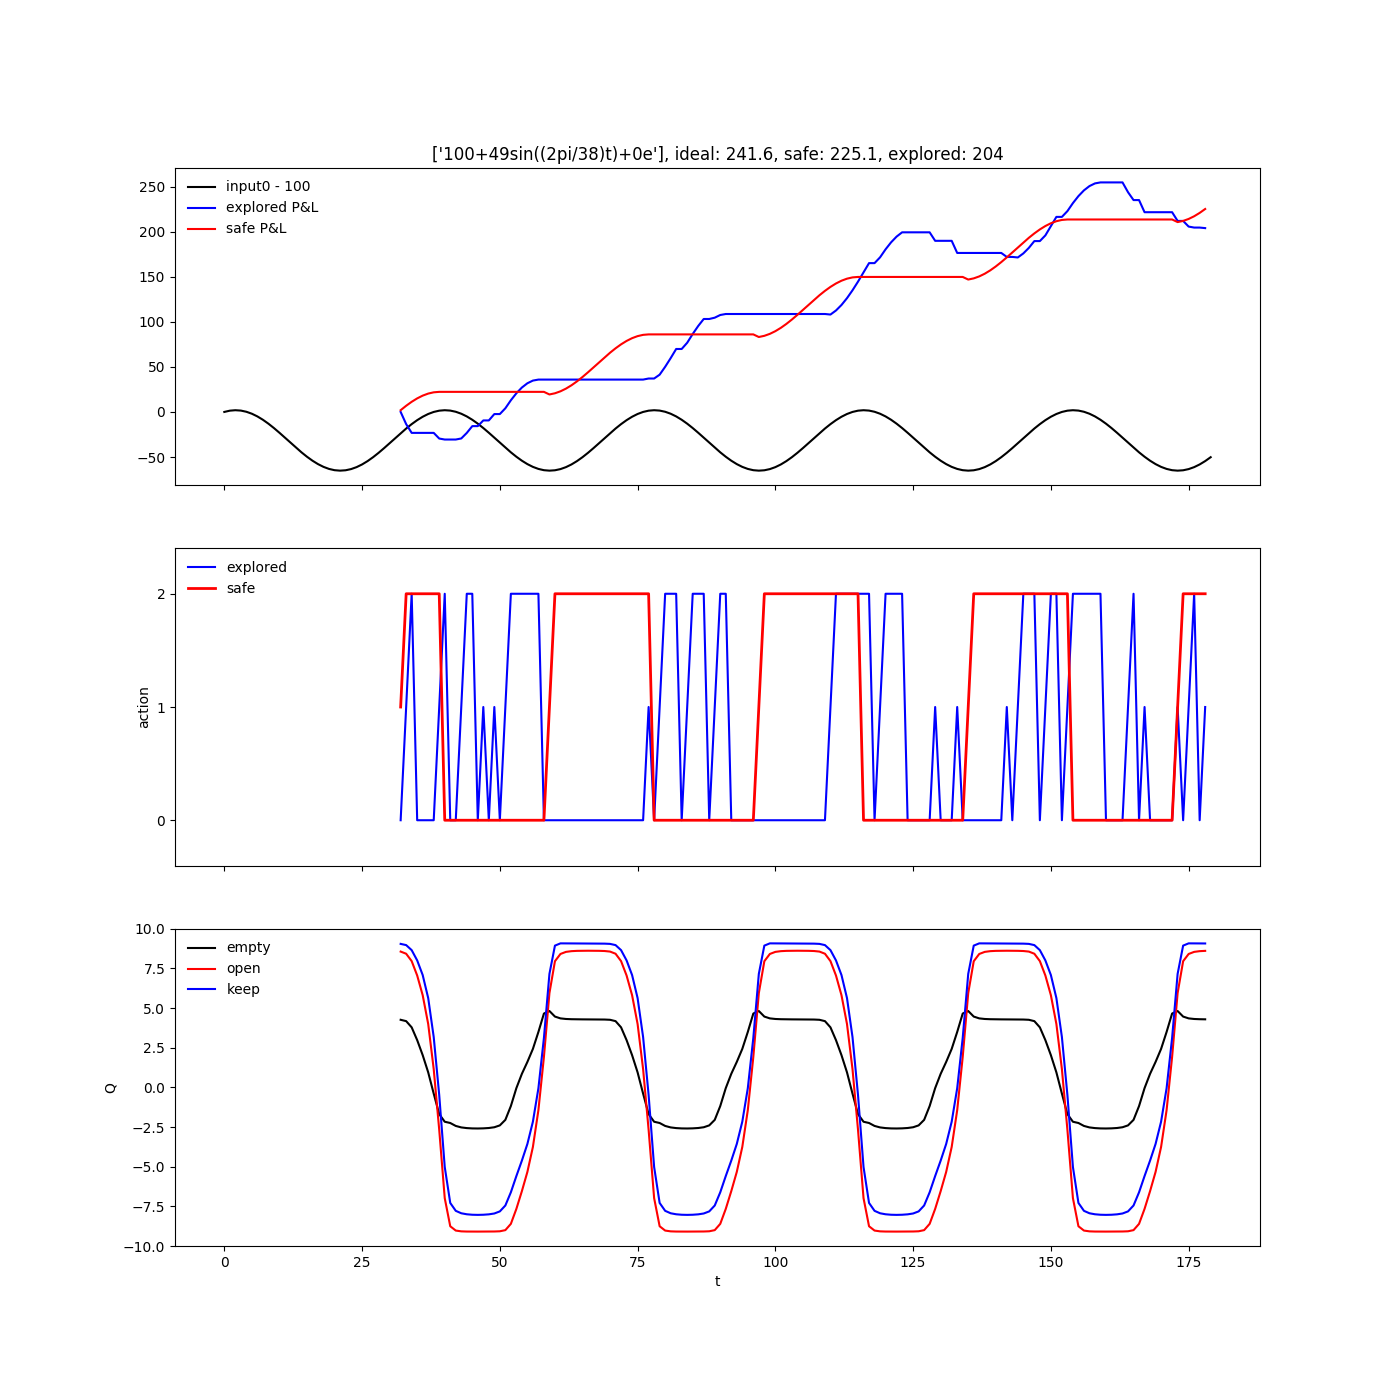 ['100+49sin((2pi/38)t)+0e'], ideal: 241.6, safe: 225.1, explored: 204
250
200
150
100
50
0
−50
input0 - 100
explored P&L
safe P&L
action
2
1
0
explored
safe
Q
10.0
7.5
5.0
2.5
0.0
−2.5
−5.0
−7.5
−10.0
empty
open
keep
0 25 50 75 100 125 150 175
t